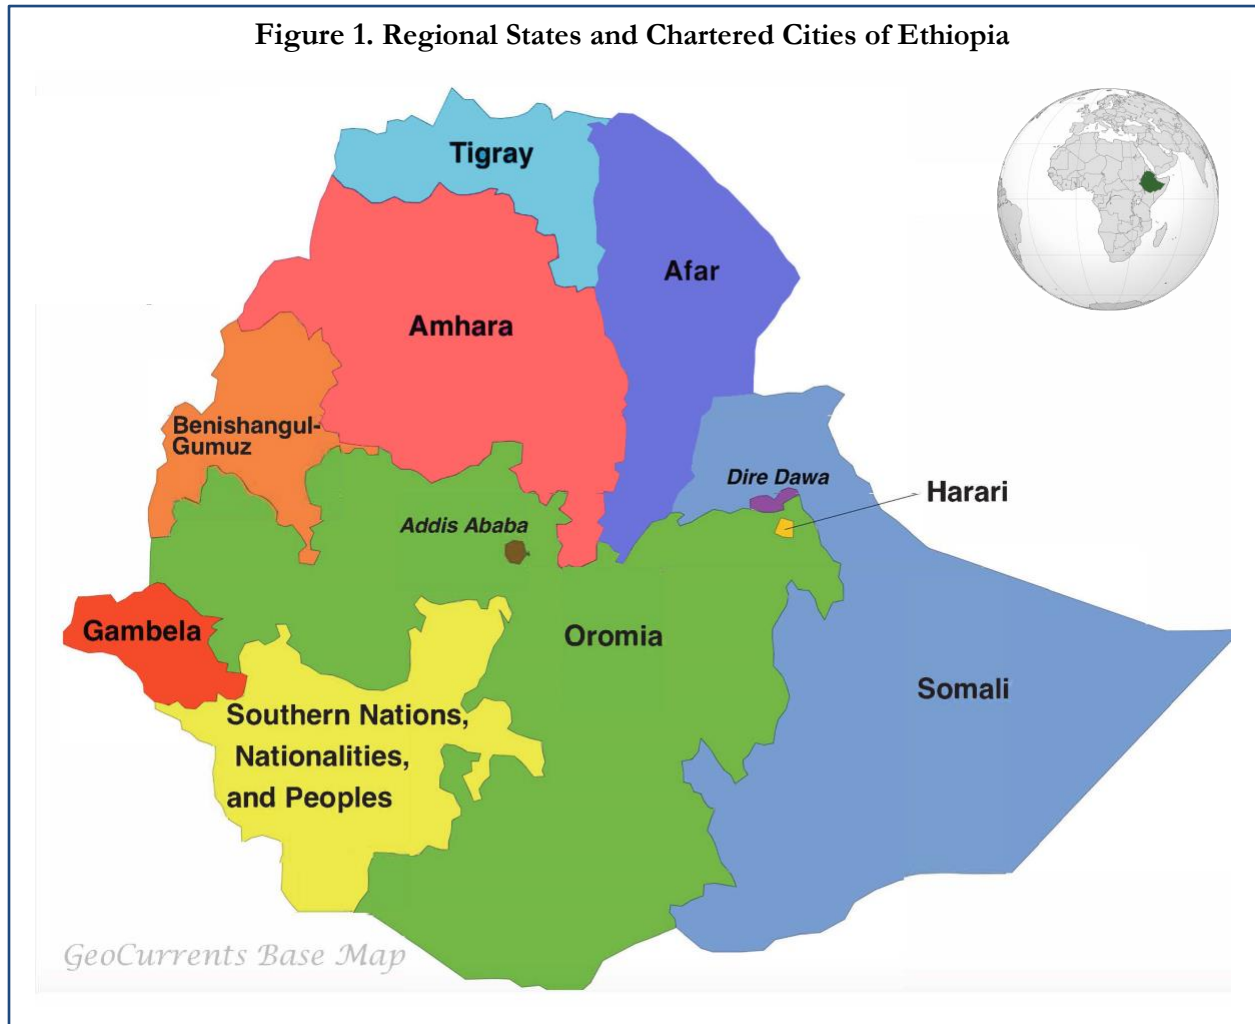 Figure 1. Regional States and Chartered Cities of Ethiopia
Tigray
Afar
Amhara
Benishangul-
Gumuz
Dire Dawa
Harari
Addis Ababa
Gambela
Oromia
Somali
Southern Nations,
Nationalities,
and Peoples
GeoCurrents Base Map